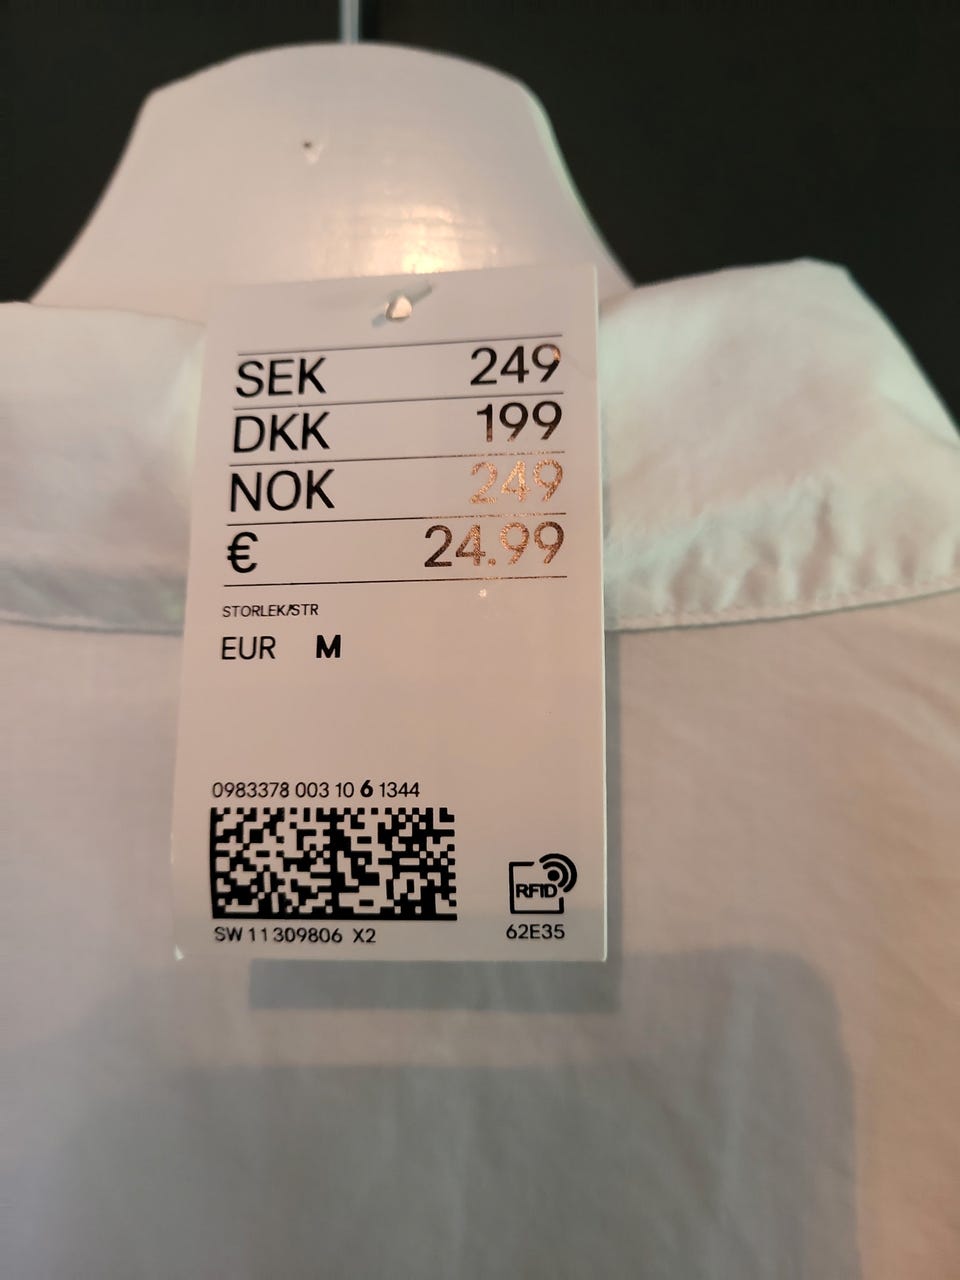 SEK 249
DKK 199
NOK 249
€ 24.99
STORLEK/STR
EUR M
0983378 003 10 6 1344
RFID
SW 11309806 X2
62E35